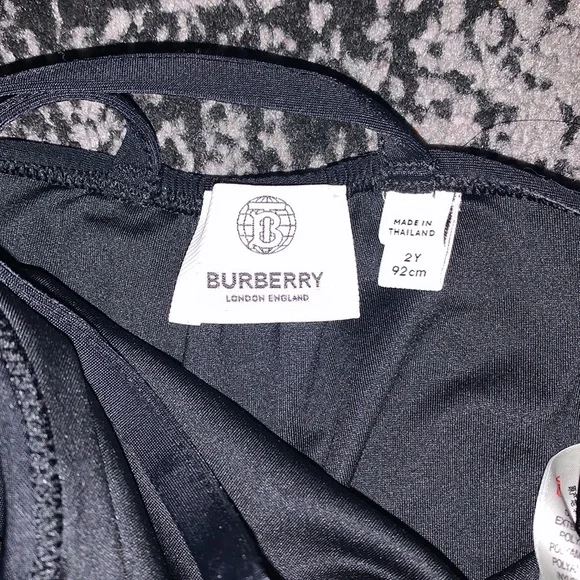 BURBERRY
LONDON ENGLAND
MADE IN
THAILAND
2Y
92cm